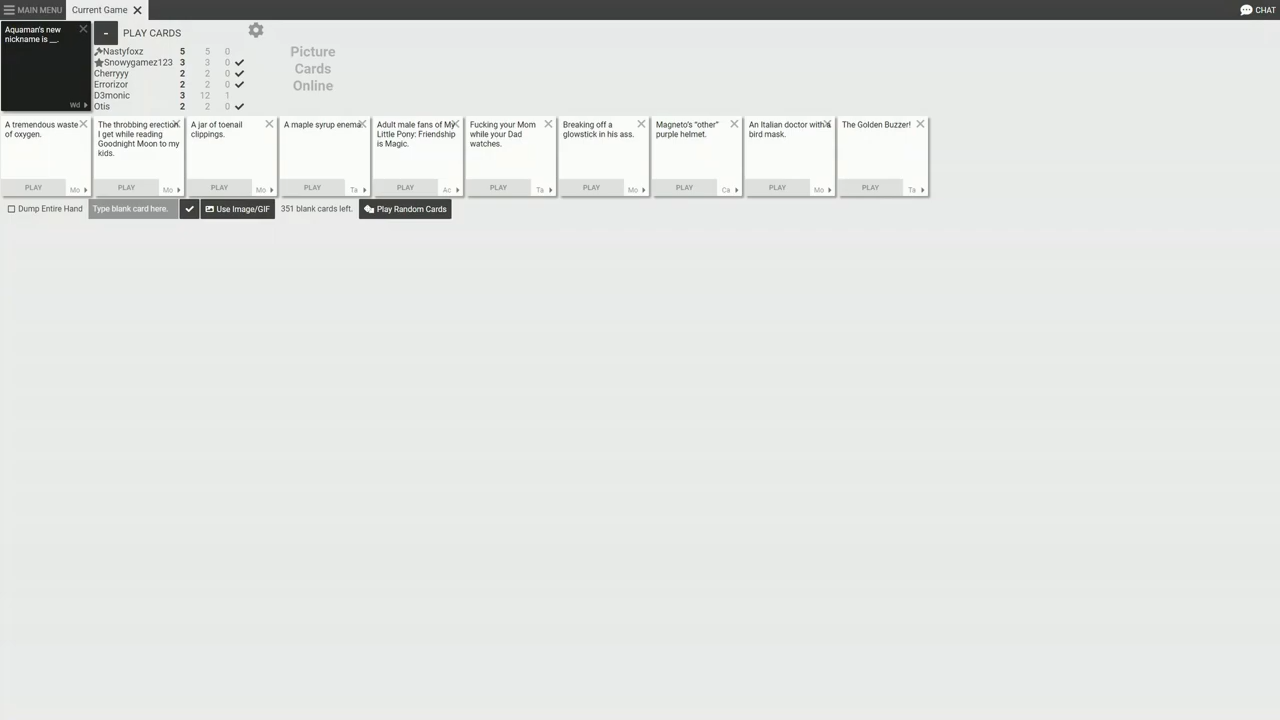 MAIN MENU
Current Game
CHAT
Aquaman's new
nickname is __.
Wd
-
PLAY CARDS
Nastyfoxz 5 5 0
Snowygamez123 3 3 0
Cherryyy 2 2 0
Errorizor 2 2 0
D3monic 3 12 1
Otis 2 2 0
Picture
Cards
Online
A tremendous waste
of oxygen.
PLAY
Mo
The throbbing erection
I get while reading
Goodnight Moon to my
kids.
PLAY
Mo
A jar of toenail
clippings.
PLAY
Mo
A maple syrup enema.
PLAY
Ta
Adult male fans of My
Little Pony: Friendship
is Magic.
PLAY
Ac
Fucking your Mom
while your Dad
watches.
PLAY
Ta
Breaking off a
glowstick in his ass.
PLAY
Mo
Magneto's "other"
purple helmet.
PLAY
Ca
An Italian doctor with a
bird mask.
PLAY
Mo
The Golden Buzzer!
PLAY
Ta
Dump Entire Hand
Type blank card here.
Use Image/GIF
351 blank cards left.
Play Random Cards